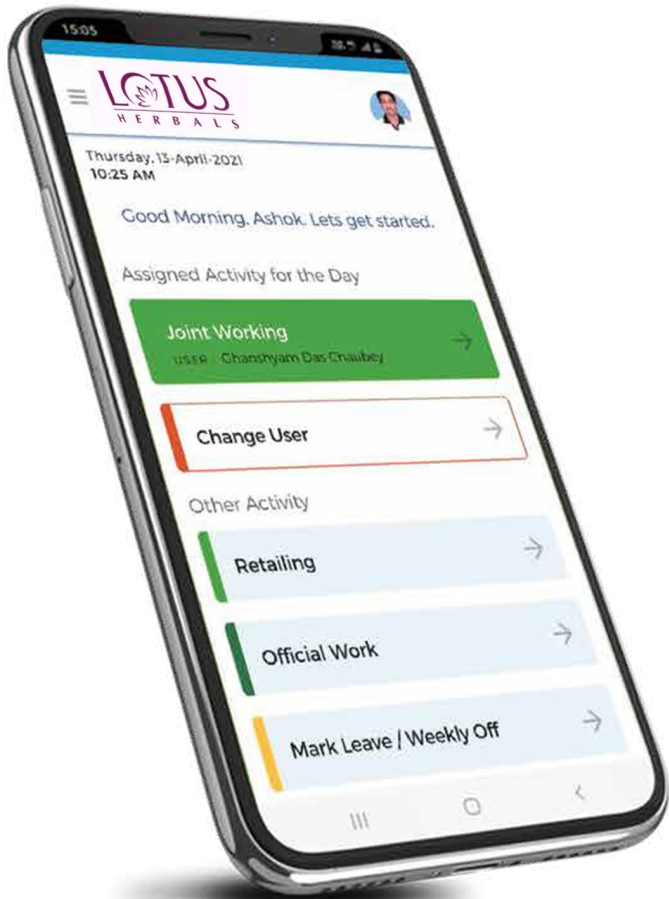 15:05
LOTUS
HERBALS
Thursday, 13-April-2021
10:25 AM
Good Morning, Ashok. Lets get started.
Assigned Activity for the Day
Joint Working
USER Ghanshyam Das Chaubey
Change User
Other Activity
Retailing
Official Work
Mark Leave / Weekly Off